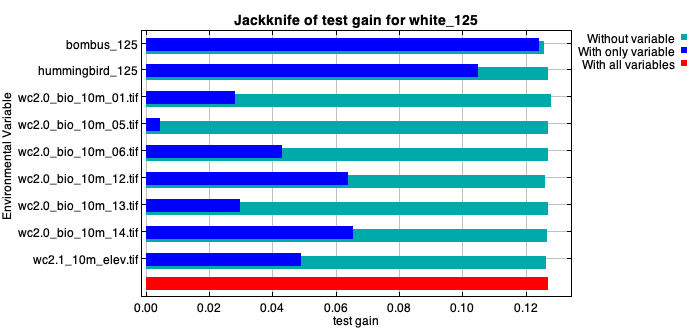 Jackknife of test gain for white_125
Environmental Variable
bombus_125
hummingbird_125
wc2.0_bio_10m_01.tif
wc2.0_bio_10m_05.tif
wc2.0_bio_10m_06.tif
wc2.0_bio_10m_12.tif
wc2.0_bio_10m_13.tif
wc2.0_bio_10m_14.tif
wc2.1_10m_elev.tif
0.00 0.02 0.04 0.06 0.08 0.10 0.12
test gain
Without variable
With only variable
With all variables